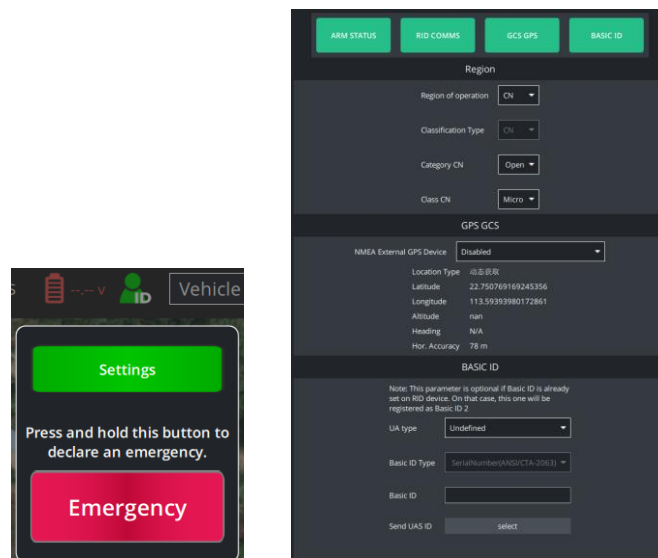 s --.-- v ID Vehicle
Settings
Press and hold this button to
declare an emergency.
Emergency
ARM STATUS RID COMMS GCS GPS BASIC ID
Region
Region of operation CN
Classification Type CN
Category CN Open
Class CN Micro
GPS GCS
NMEA External GPS Device Disabled
Location Type 动态获取
Latitude 22.750769169245356
Longitude 113.59393980172861
Altitude nan
Heading N/A
Hor. Accuracy 78 m
BASIC ID
Note: This parameter is optional if Basic ID is already
set on RID device. On that case, this one will be
registered as Basic ID 2
UA type Undefined
Basic ID Type SerialNumber(ANSI/CTA-2063)
Basic ID
Send UAS ID select